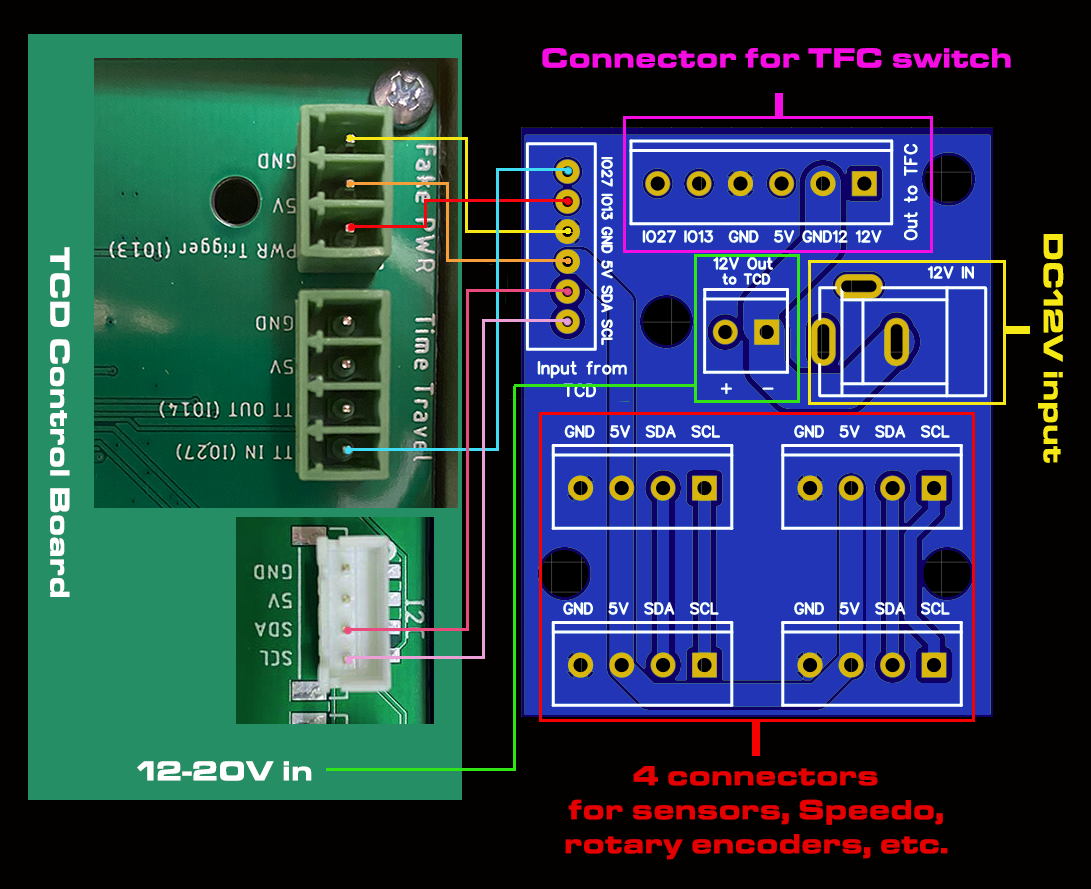 Connector for TFC switch
TCD Control Board
GND
5V
PWR Trigger (IO13)
Fake PWR
GND
5V
TT OUT (IO14)
TT IN (IO27)
Time Travel
GND
5V
SDA
SCL
I2C
12-20V in
IO27 IO13 GND 5V SDA SCL
Input from
TCD
IO27 IO13 GND 5V GND12 12V
Out to TFC
12V Out
to TCD
+ −
12V IN
DC12V input
GND 5V SDA SCL
GND 5V SDA SCL
GND 5V SDA SCL
GND 5V SDA SCL
4 connectors
for sensors, Speedo,
rotary encoders, etc.